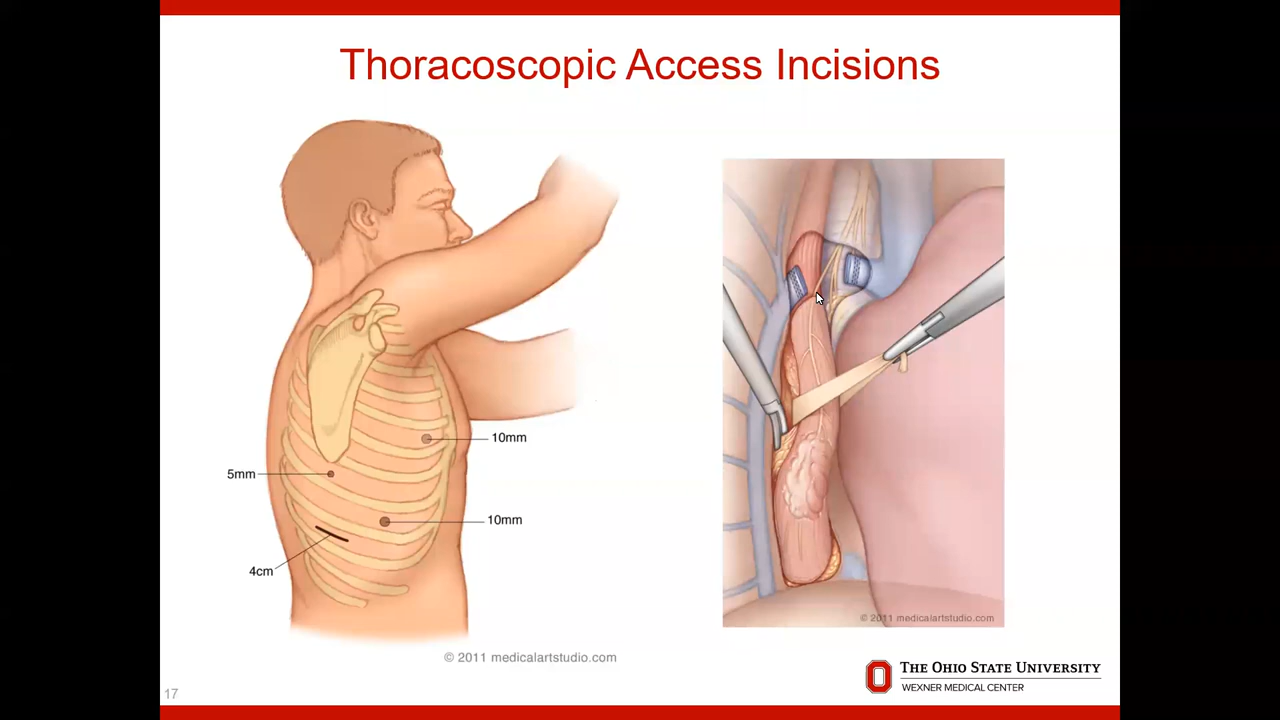 Thoracoscopic Access Incisions
10mm
5mm
10mm
4cm
© 2011 medicalartstudio.com
© 2011 medicalartstudio.com
THE OHIO STATE UNIVERSITY
WEXNER MEDICAL CENTER
17